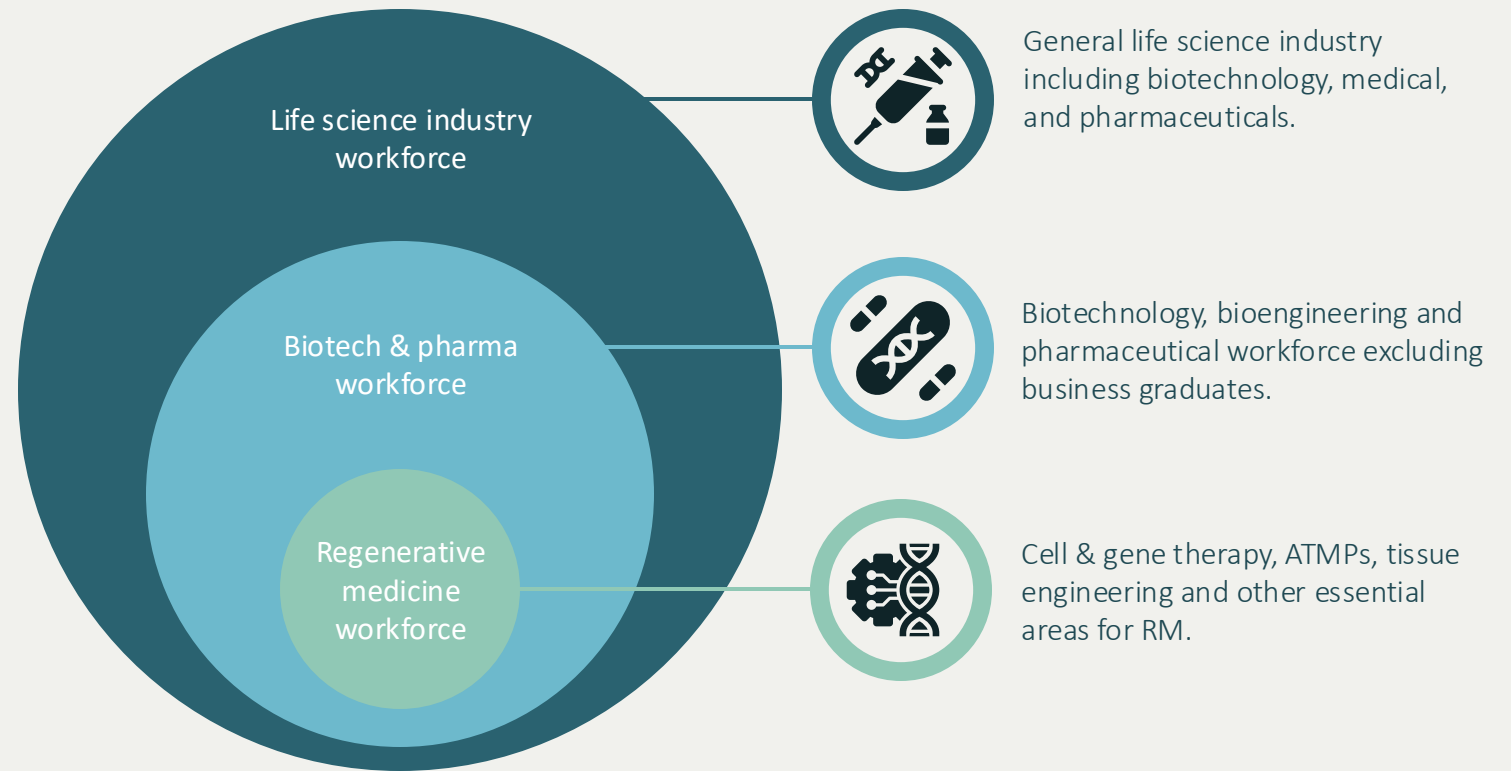 Life science industry
workforce
General life science industry
including biotechnology, medical,
and pharmaceuticals.
Biotech & pharma
workforce
Biotechnology, bioengineering and
pharmaceutical workforce excluding
business graduates.
Regenerative
medicine
workforce
Cell & gene therapy, ATMPs, tissue
engineering and other essential
areas for RM.